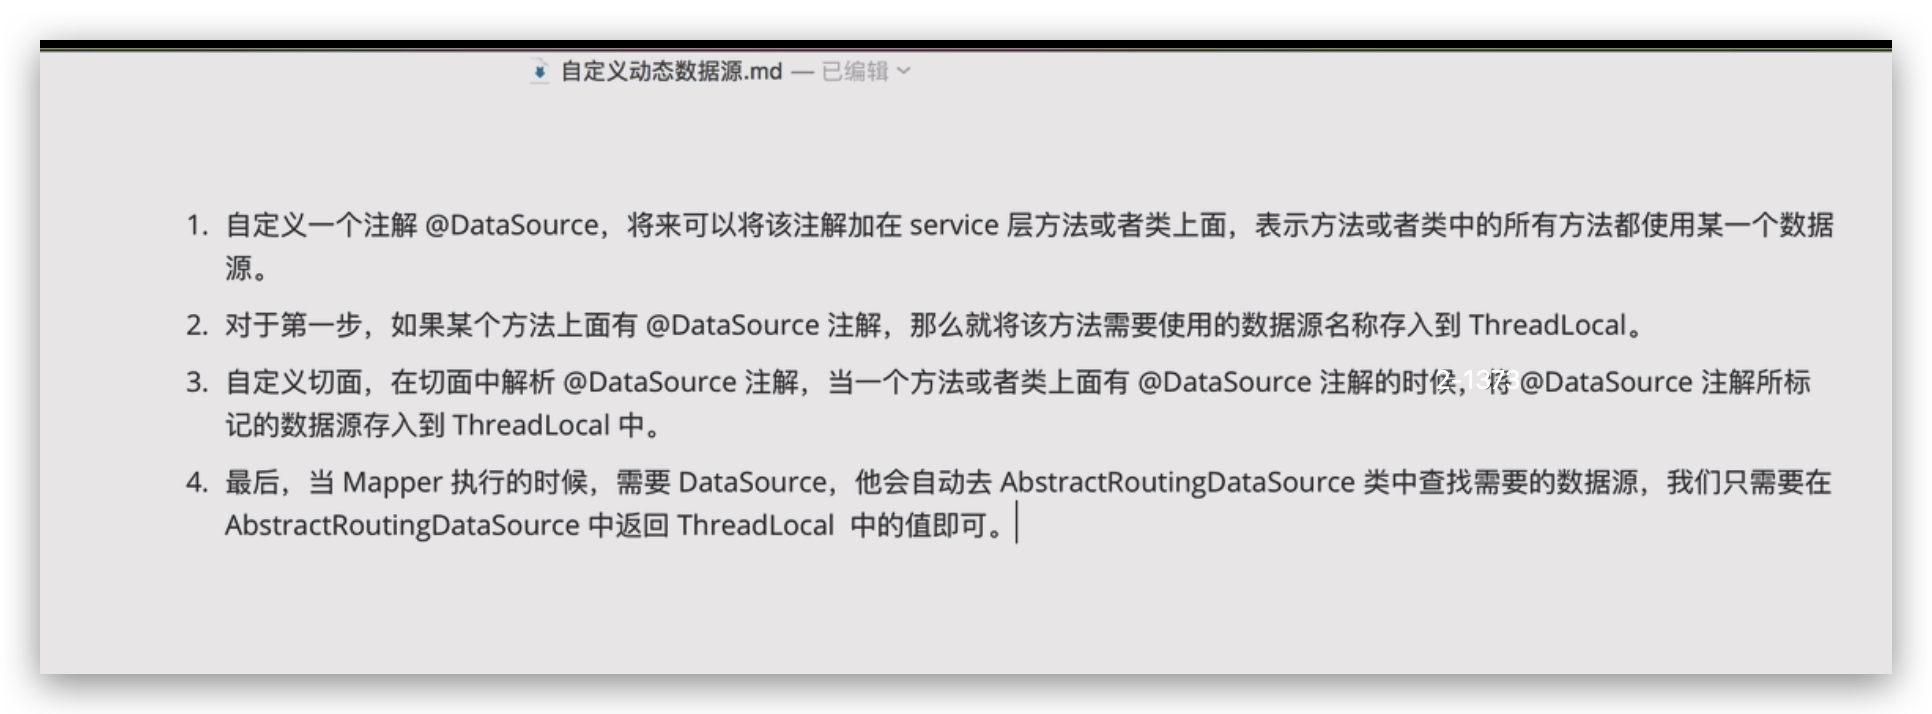 自定义动态数据源.md — 已编辑
1. 自定义一个注解 @DataSource，将来可以将该注解加在 service 层方法或者类上面，表示方法或者类中的所有方法都使用某一个数据
源。
2. 对于第一步，如果某个方法上面有 @DataSource 注解，那么就将该方法需要使用的数据源名称存入到 ThreadLocal。
3. 自定义切面，在切面中解析 @DataSource 注解，当一个方法或者类上面有 @DataSource 注解的时候，将 @DataSource 注解所标
记的数据源存入到 ThreadLocal 中。
4. 最后，当 Mapper 执行的时候，需要 DataSource，他会自动去 AbstractRoutingDataSource 类中查找需要的数据源，我们只需要在
AbstractRoutingDataSource 中返回 ThreadLocal 中的值即可。